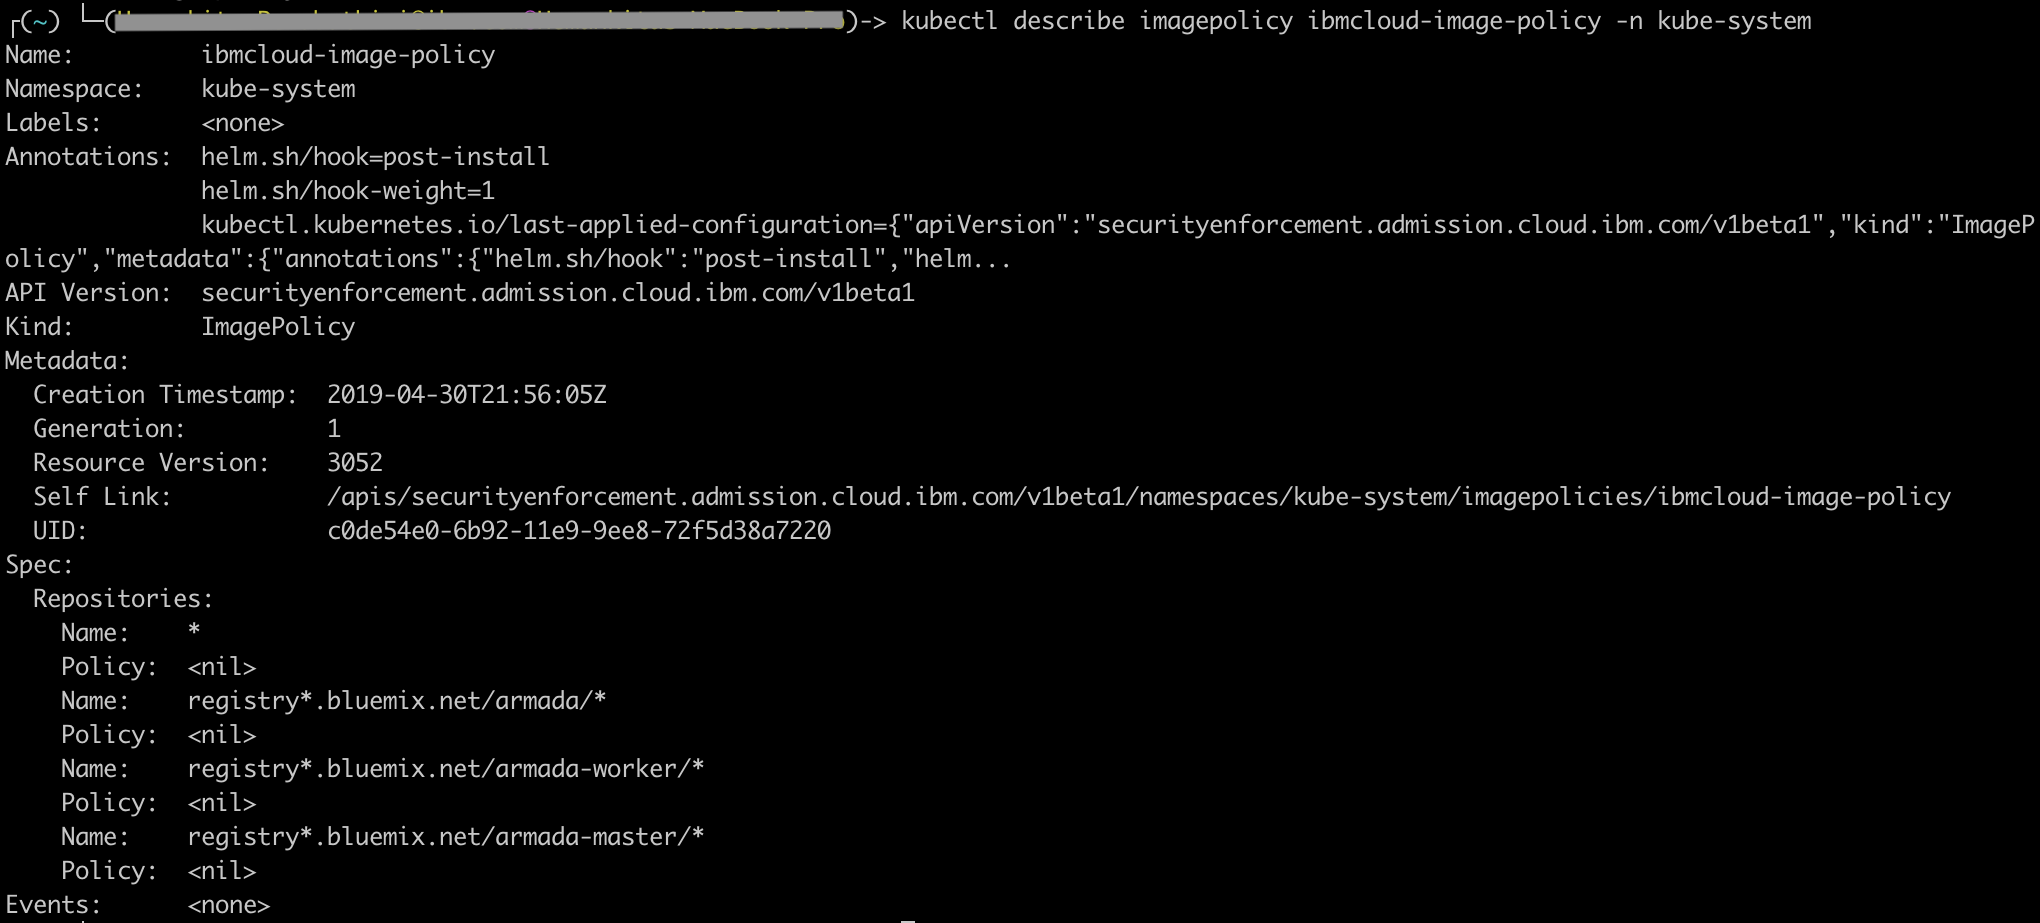 (~) (            )-> kubectl describe imagepolicy ibmcloud-image-policy -n kube-system
Name:         ibmcloud-image-policy
Namespace:    kube-system
Labels:       <none>
Annotations:  helm.sh/hook=post-install
              helm.sh/hook-weight=1
              kubectl.kubernetes.io/last-applied-configuration={"apiVersion":"securityenforcement.admission.cloud.ibm.com/v1beta1","kind":"ImageP
olicy","metadata":{"annotations":{"helm.sh/hook":"post-install","helm...
API Version:  securityenforcement.admission.cloud.ibm.com/v1beta1
Kind:         ImagePolicy
Metadata:
  Creation Timestamp:  2019-04-30T21:56:05Z
  Generation:          1
  Resource Version:    3052
  Self Link:           /apis/securityenforcement.admission.cloud.ibm.com/v1beta1/namespaces/kube-system/imagepolicies/ibmcloud-image-policy
  UID:                 c0de54e0-6b92-11e9-9ee8-72f5d38a7220
Spec:
  Repositories:
    Name:    *
    Policy:  <nil>
    Name:    registry*.bluemix.net/armada/*
    Policy:  <nil>
    Name:    registry*.bluemix.net/armada-worker/*
    Policy:  <nil>
    Name:    registry*.bluemix.net/armada-master/*
    Policy:  <nil>
Events:      <none>